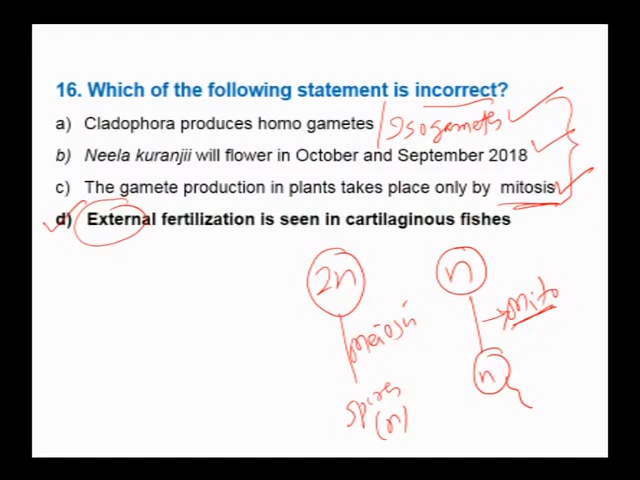 16. Which of the following statement is incorrect?
a) Cladophora produces homo gametes / Isogametes
b) Neela kuranjii will flower in October and September 2018
c) The gamete production in plants takes place only by mitosis
d) External fertilization is seen in cartilaginous fishes
2n n
meiosis → mito
n
spores
(n)